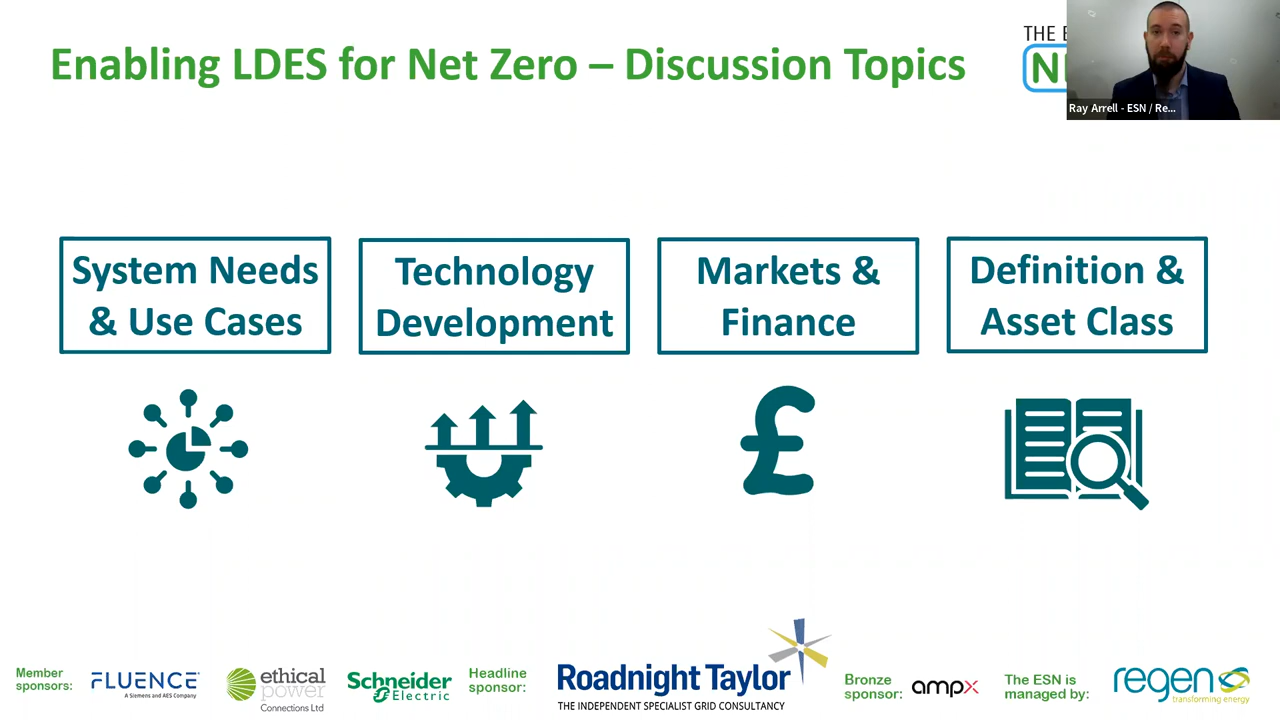 Enabling LDES for Net Zero – Discussion Topics
THE
Ray Arrell - ESN / Re...
System Needs
& Use Cases
Technology
Development
Markets &
Finance
Definition &
Asset Class
£
Member
sponsors:
FLUENCE
A Siemens and AES Company
ethical
power
Connections Ltd
Schneider
Electric
Headline
sponsor:
Roadnight Taylor
THE INDEPENDENT SPECIALIST GRID CONSULTANCY
Bronze
sponsor:
ampx
The ESN is
managed by:
regen
transforming energy